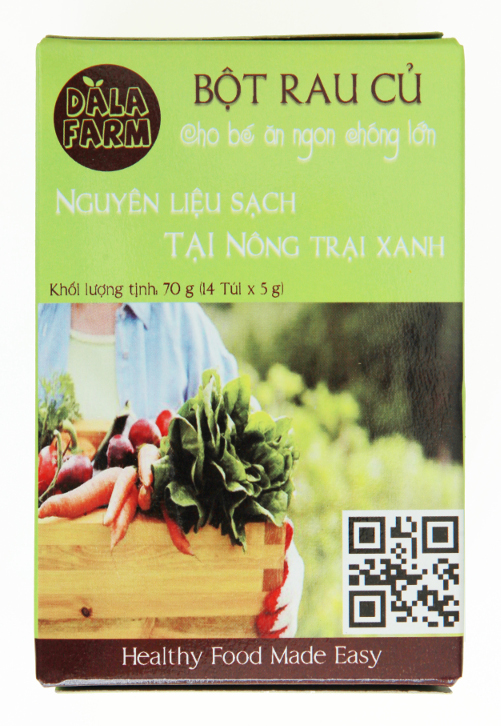 DALA
FARM
BỘT RAU CỦ
Cho bé ăn ngon chóng lớn
NGUYÊN LIỆU SẠCH
TẠI NÔNG TRẠI XANH
Khối lượng tịnh: 70 g (14 Túi x 5 g)
Healthy Food Made Easy